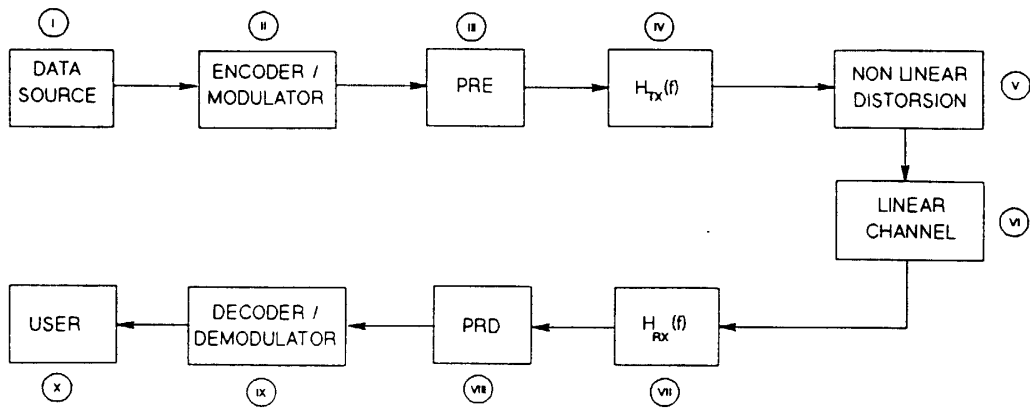 I
II
III
IV
DATA
SOURCE
ENCODER /
MODULATOR
PRE
H_TX(f)
NON LINEAR
DISTORSION
V
LINEAR
CHANNEL
VI
USER
DECODER /
DEMODULATOR
PRD
H_RX(f)
X
IX
VIII
VII